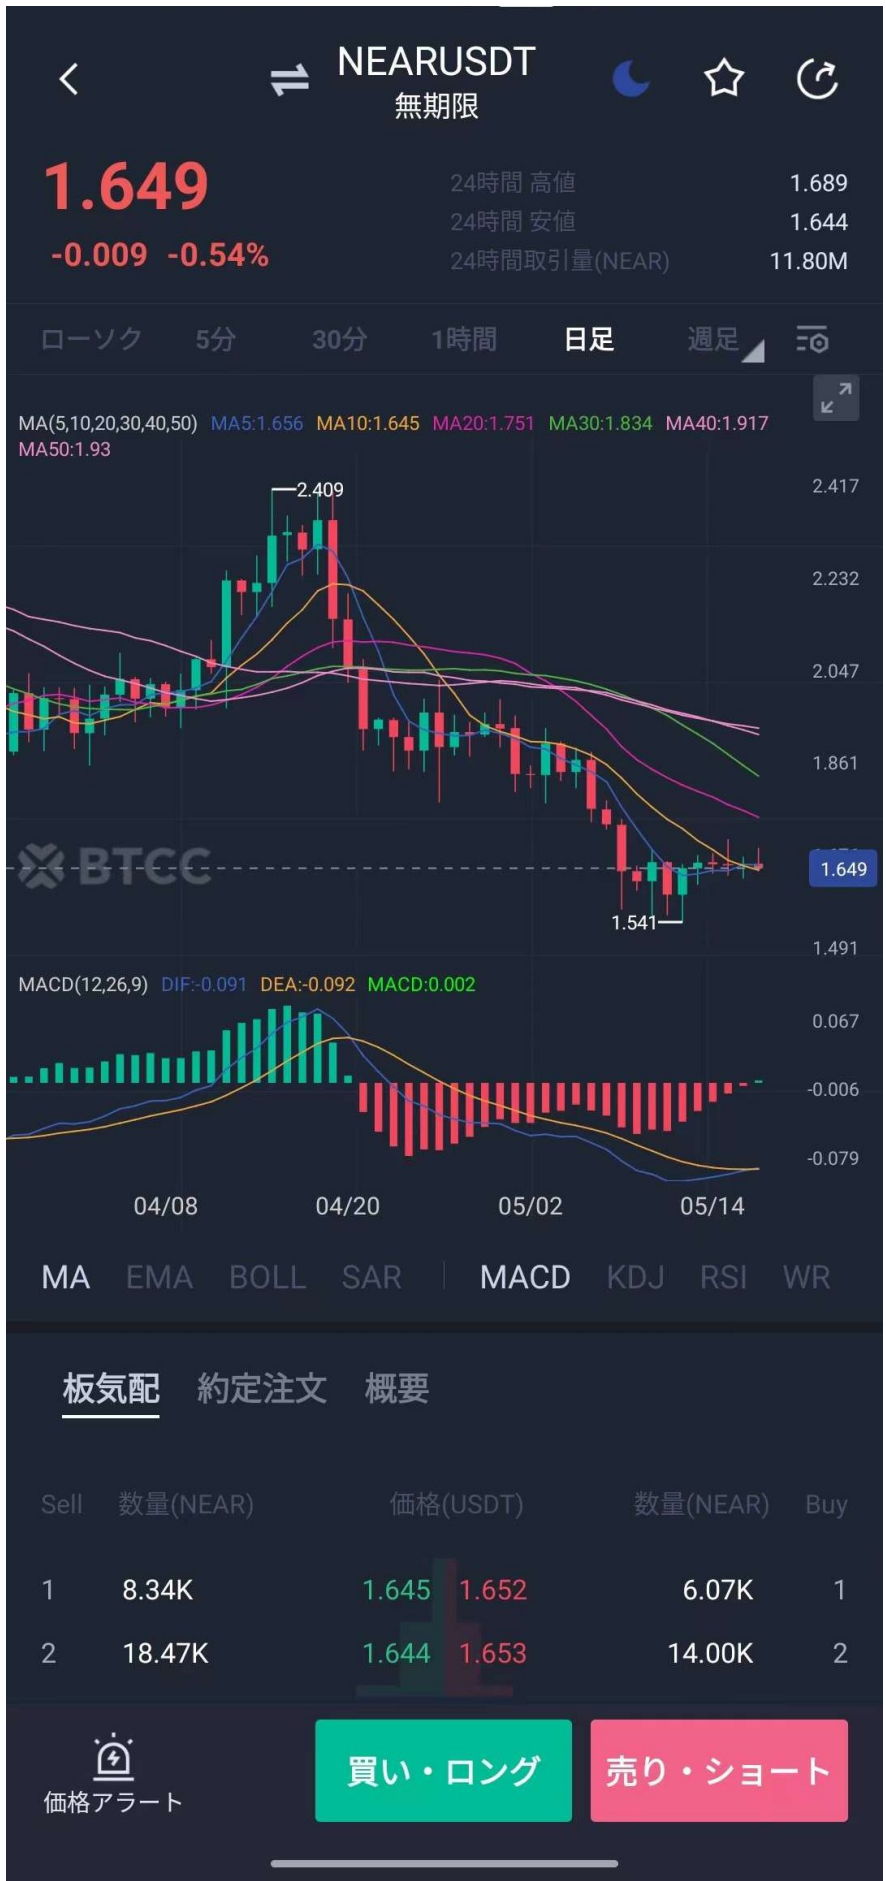 NEARUSDT
無期限
1.649
-0.009 -0.54%
24時間 高値 1.689
24時間 安値 1.644
24時間取引量(NEAR) 11.80M
ローソク 5分 30分 1時間 日足 週足
MA(5,10,20,30,40,50) MA5:1.656 MA10:1.645 MA20:1.751 MA30:1.834 MA40:1.917
MA50:1.93
2.417
2.409
2.232
2.047
1.861
BTCC
1.649
1.541
1.491
MACD(12,26,9) DIF:-0.091 DEA:-0.092 MACD:0.002
0.067
-0.006
-0.079
04/08 04/20 05/02 05/14
MA EMA BOLL SAR MACD KDJ RSI WR
板気配 約定注文 概要
Sell 数量(NEAR) 価格(USDT) 数量(NEAR) Buy
1 8.34K 1.645 1.652 6.07K 1
2 18.47K 1.644 1.653 14.00K 2
価格アラート
買い・ロング
売り・ショート